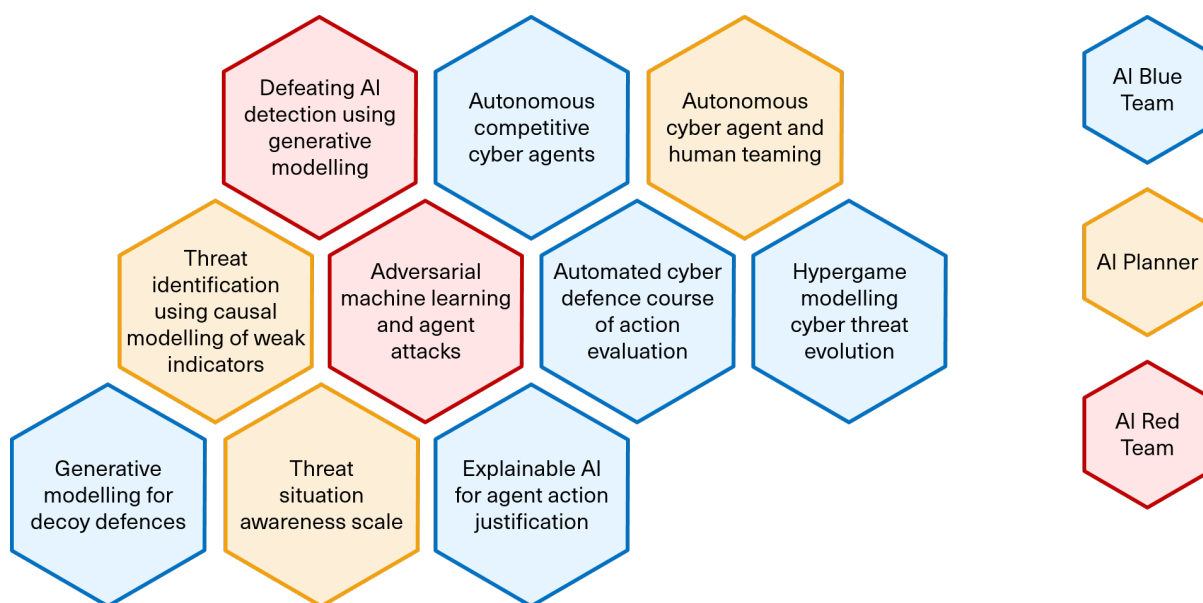 Defeating AI
detection using
generative
modelling
Autonomous
competitive
cyber agents
Autonomous
cyber agent and
human teaming
Threat
identification
using causal
modelling of weak
indicators
Adversarial
machine learning
and agent
attacks
Automated cyber
defence course
of action
evaluation
Hypergame
modelling
cyber threat
evolution
Generative
modelling for
decoy defences
Threat
situation
awareness scale
Explainable AI
for agent action
justification
AI Blue
Team
AI Planner
AI Red
Team